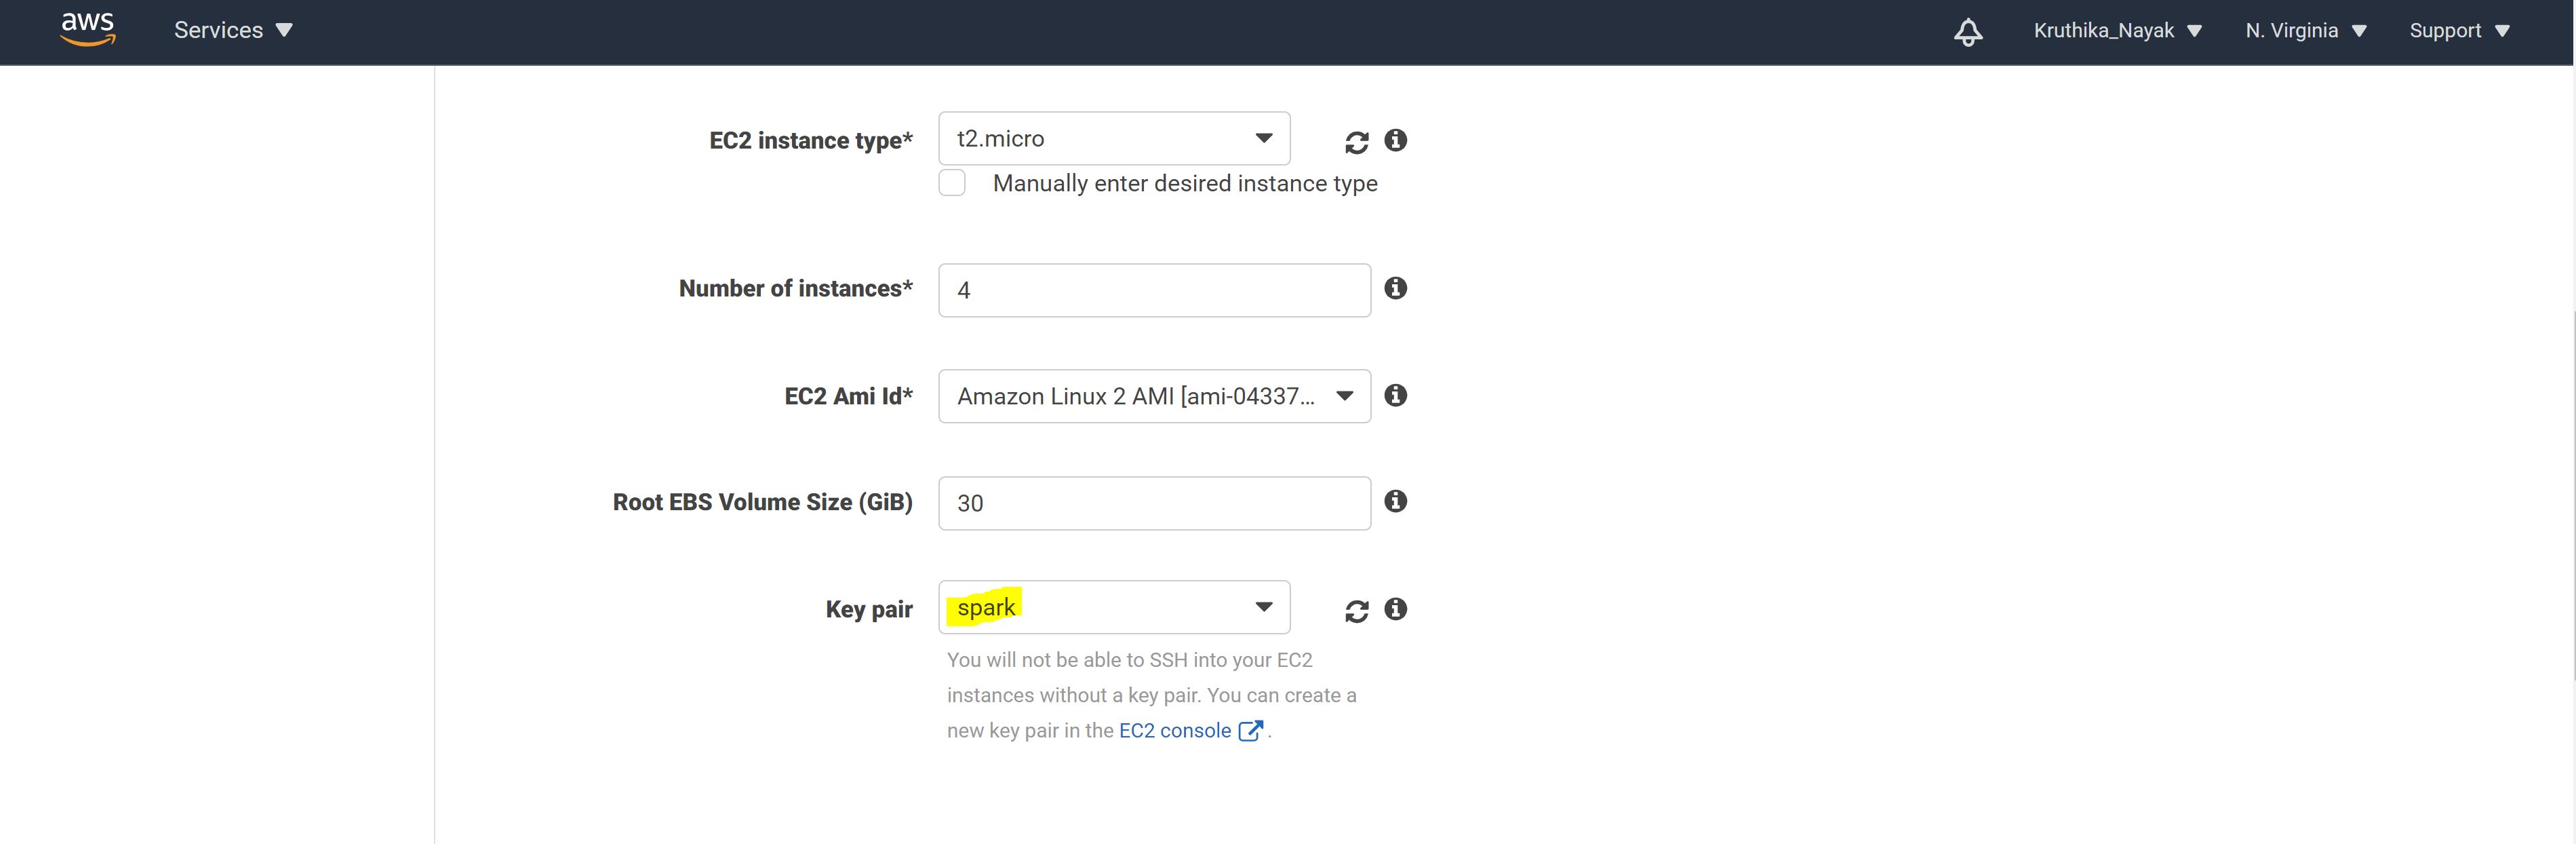 aws Services Kruthika_Nayak N. Virginia Support
EC2 instance type* t2.micro
Manually enter desired instance type
Number of instances* 4
EC2 Ami Id* Amazon Linux 2 AMI [ami-04337...
Root EBS Volume Size (GiB) 30
Key pair spark
You will not be able to SSH into your EC2
instances without a key pair. You can create a
new key pair in the EC2 console .